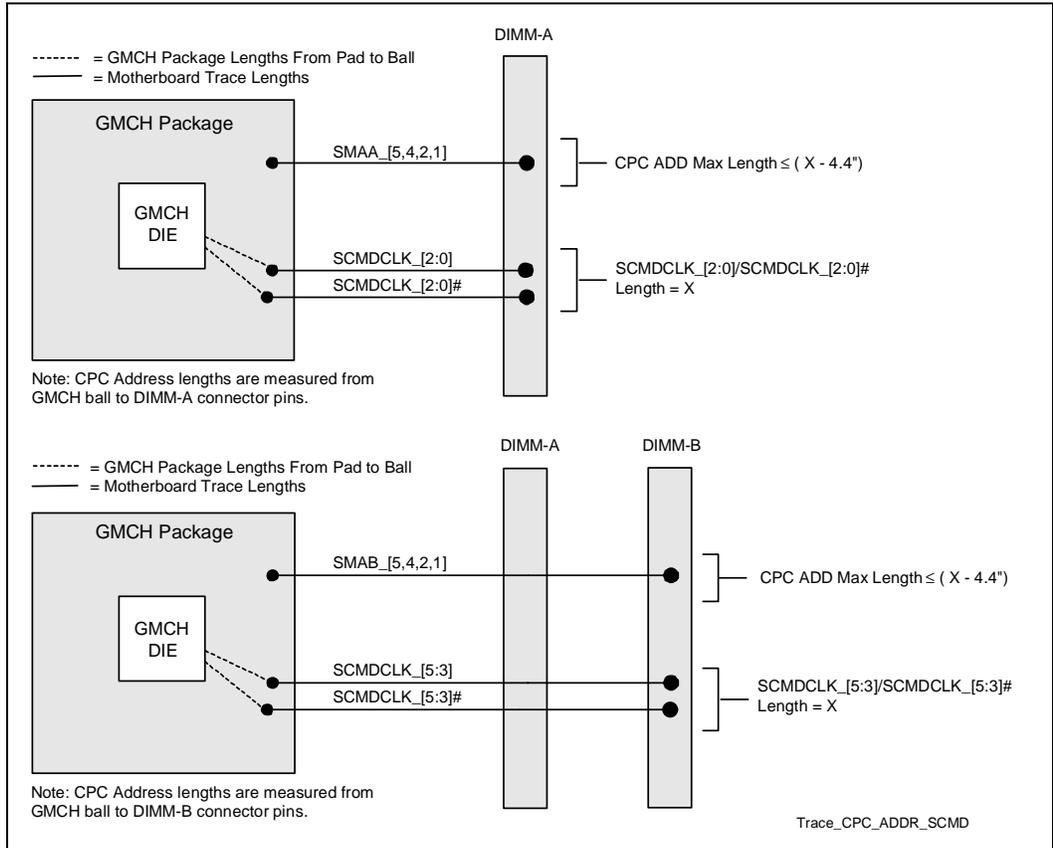 DIMM-A
= GMCH Package Lengths From Pad to Ball
= Motherboard Trace Lengths
GMCH Package
SMAA_[5,4,2,1]
CPC ADD Max Length ≤ ( X - 4.4")
GMCH
DIE
SCMDCLK_[2:0]
SCMDCLK_[2:0]#
SCMDCLK_[2:0]/SCMDCLK_[2:0]#
Length = X
Note: CPC Address lengths are measured from
GMCH ball to DIMM-A connector pins.
DIMM-A
DIMM-B
= GMCH Package Lengths From Pad to Ball
= Motherboard Trace Lengths
GMCH Package
SMAB_[5,4,2,1]
CPC ADD Max Length ≤ ( X - 4.4")
GMCH
DIE
SCMDCLK_[5:3]
SCMDCLK_[5:3]#
SCMDCLK_[5:3]/SCMDCLK_[5:3]#
Length = X
Note: CPC Address lengths are measured from
GMCH ball to DIMM-B connector pins.
Trace_CPC_ADDR_SCMD